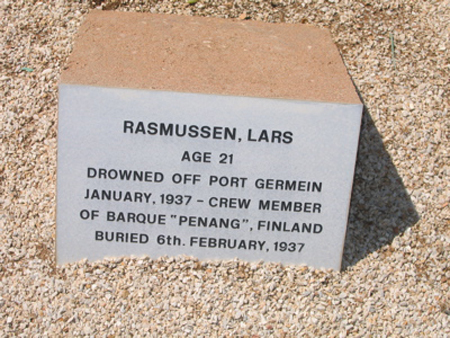 RASMUSSEN, LARS
AGE 21
DROWNED OFF PORT GERMEIN
JANUARY, 1937 – CREW MEMBER
OF BARQUE "PENANG", FINLAND
BURIED 6th. FEBRUARY, 1937